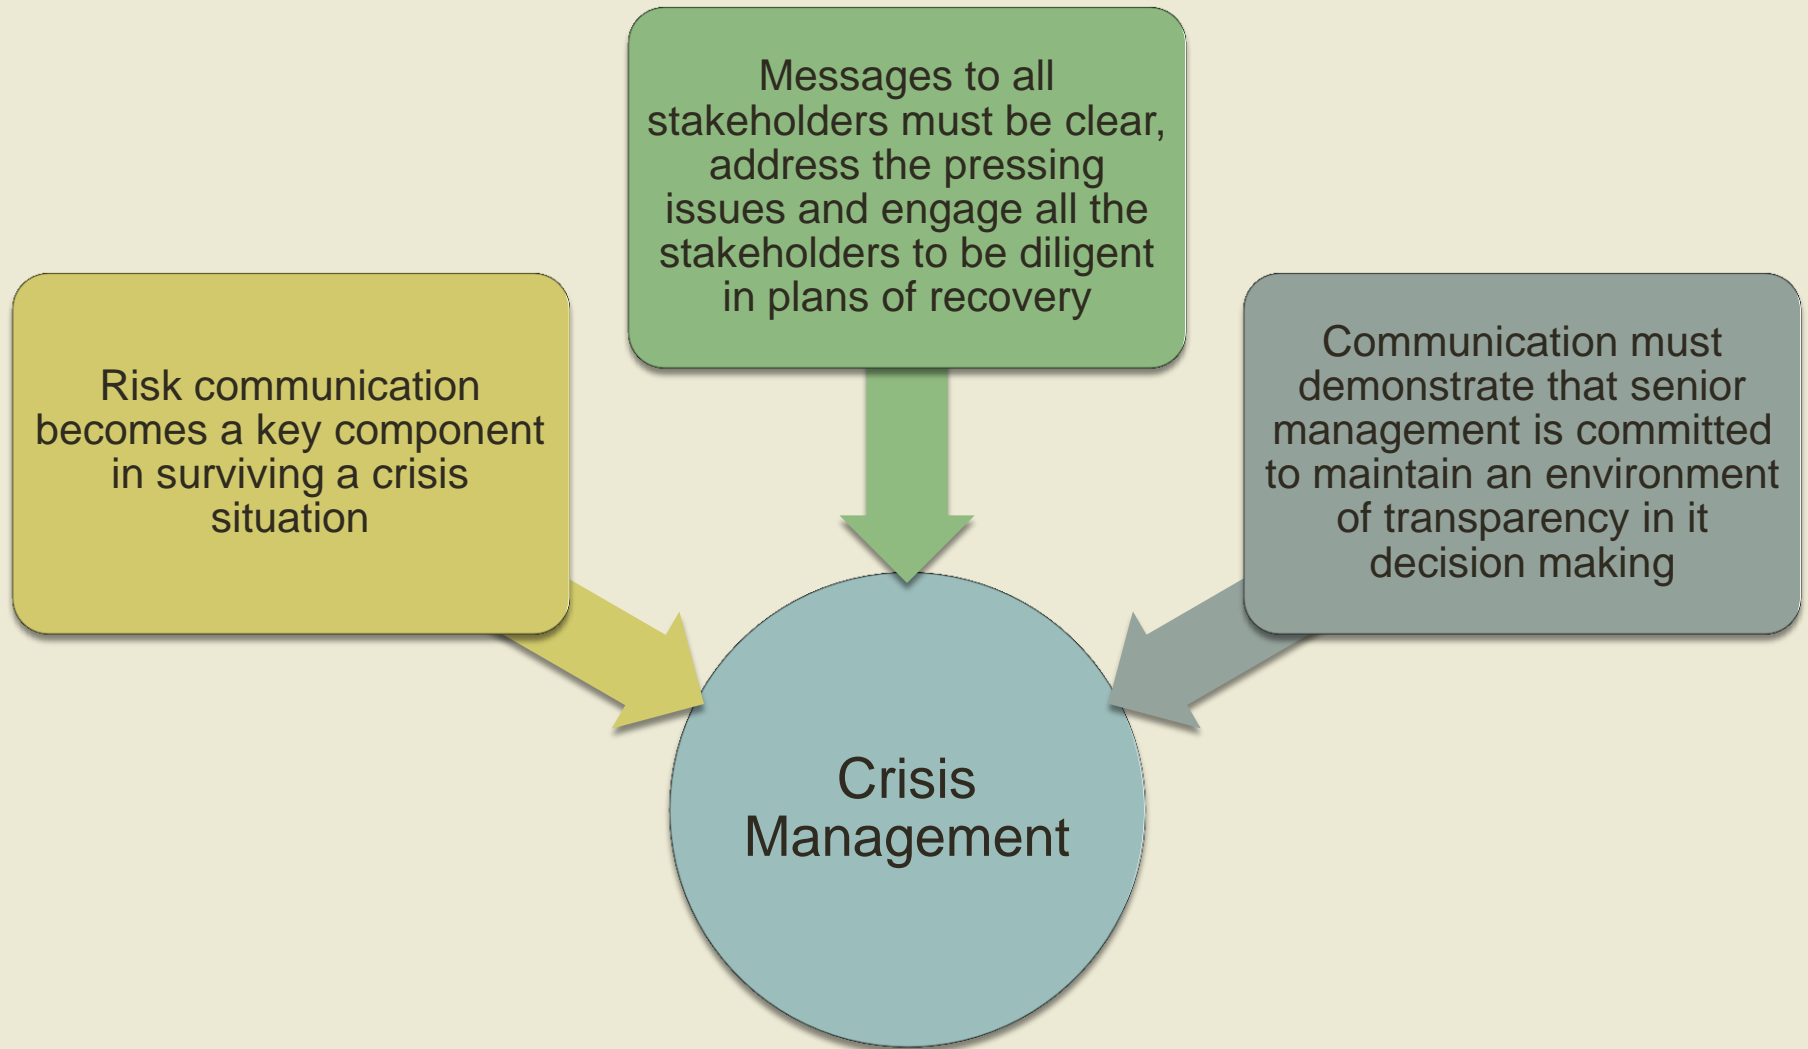 Messages to all
stakeholders must be clear,
address the pressing
issues and engage all the
stakeholders to be diligent
in plans of recovery
Risk communication
becomes a key component
in surviving a crisis
situation
Communication must
demonstrate that senior
management is committed
to maintain an environment
of transparency in it
decision making
Crisis
Management